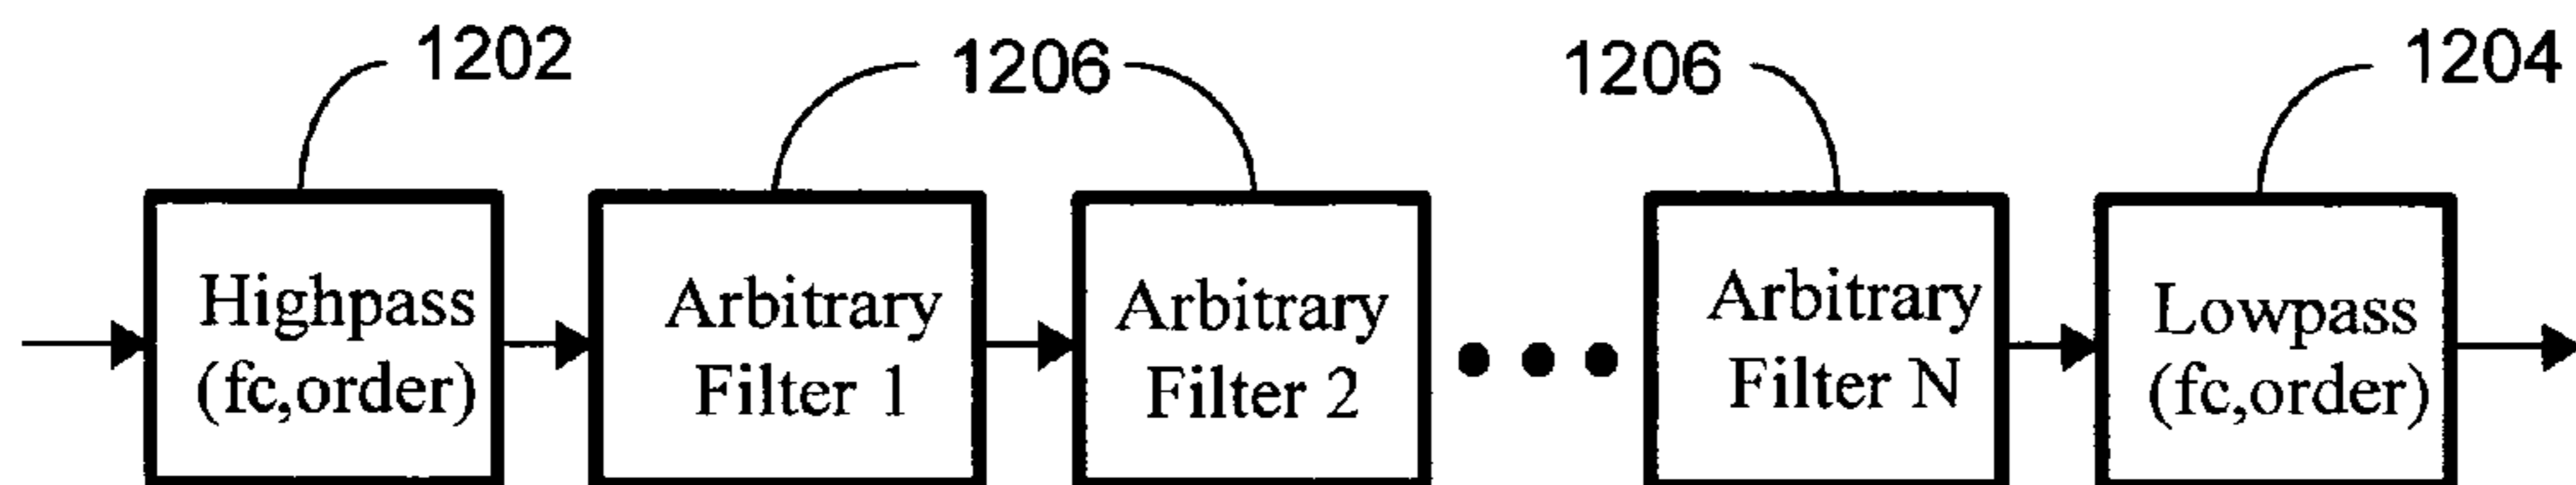 1202
1206
1206
1204
Highpass
(fc,order)
Arbitrary
Filter 1
Arbitrary
Filter 2
Arbitrary
Filter N
Lowpass
(fc,order)